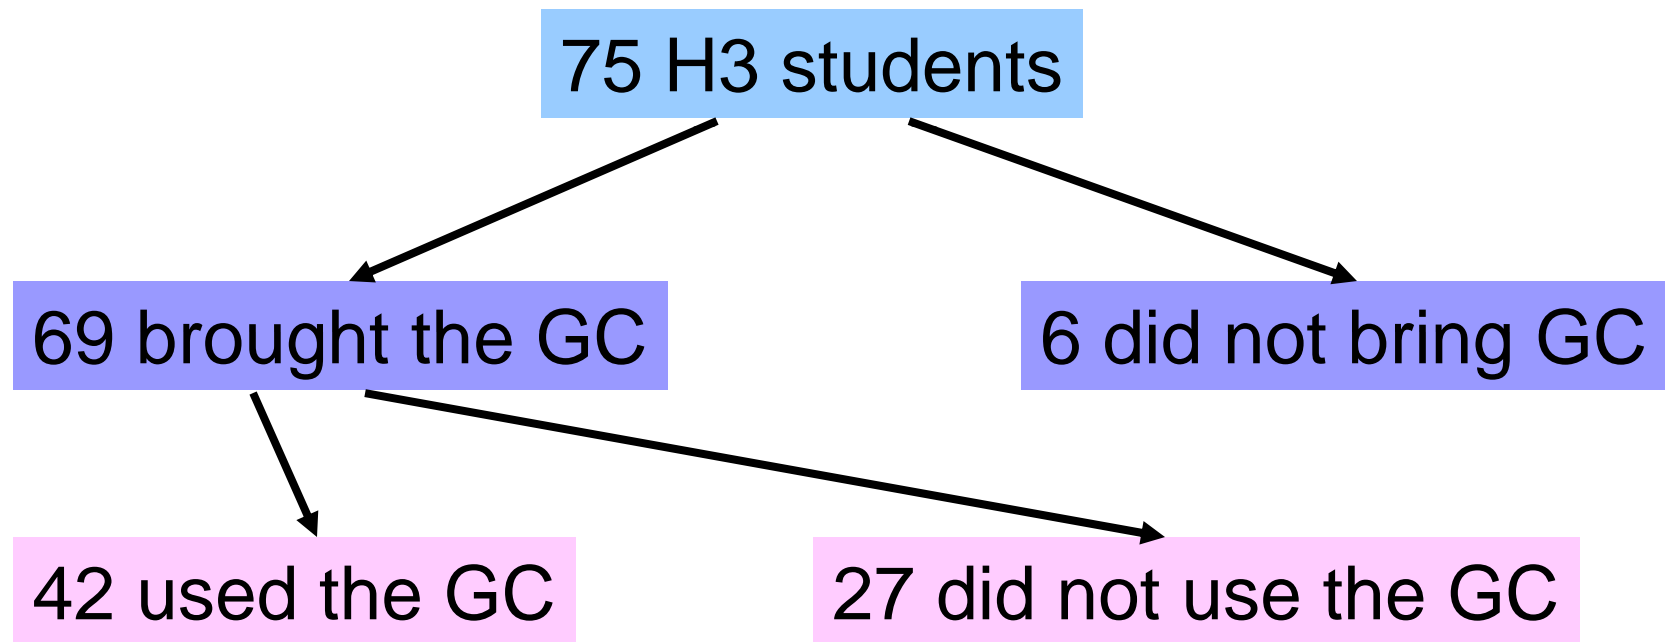 75 H3 students
69 brought the GC
6 did not bring GC
42 used the GC
27 did not use the GC